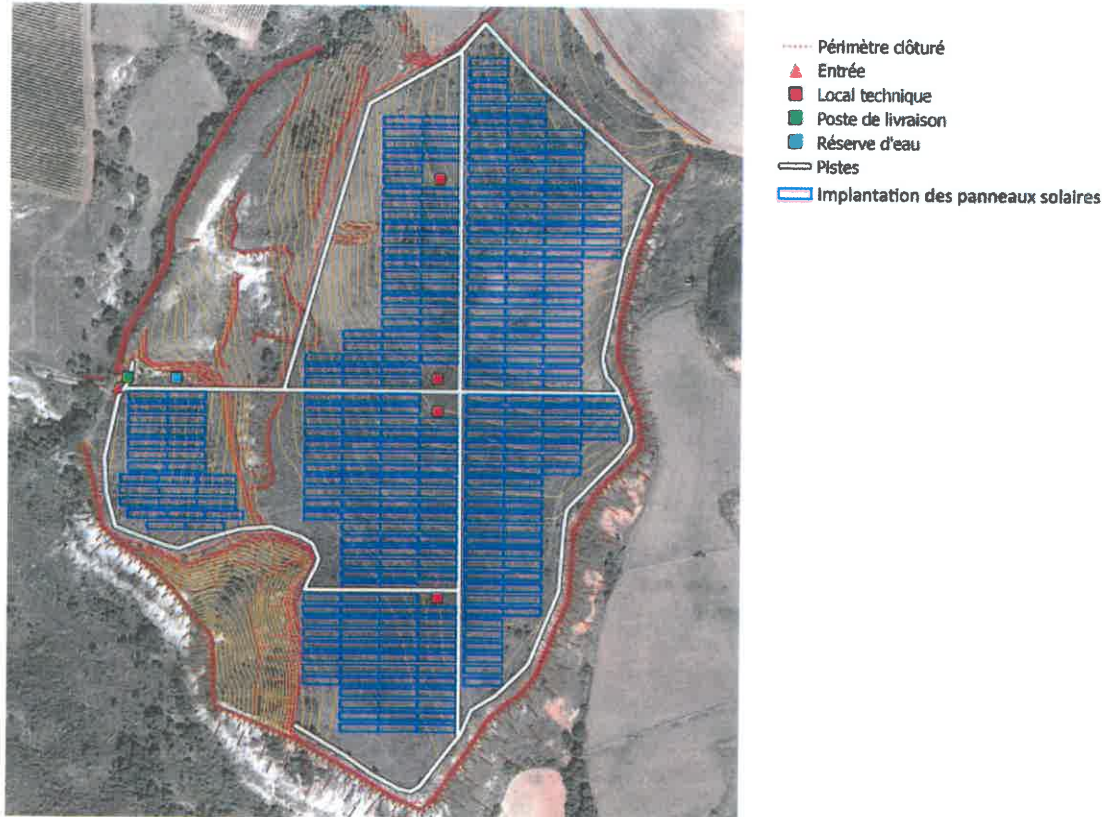 Périmètre clôturé
Entrée
Local technique
Poste de livraison
Réserve d'eau
Pistes
Implantation des panneaux solaires